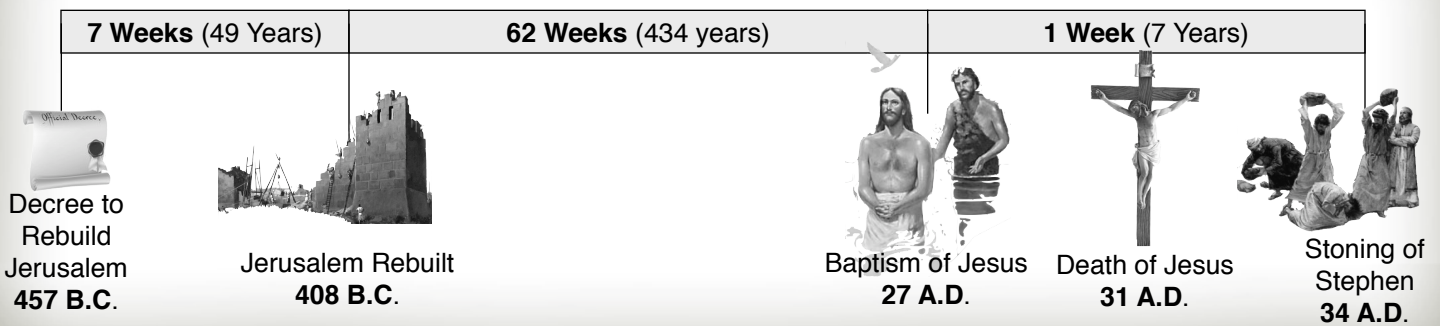 7 Weeks (49 Years)
62 Weeks (434 years)
1 Week (7 Years)
Official Decree
Decree to
Rebuild
Jerusalem
457 B.C.
Jerusalem Rebuilt
408 B.C.
Baptism of Jesus
27 A.D.
Death of Jesus
31 A.D.
Stoning of
Stephen
34 A.D.